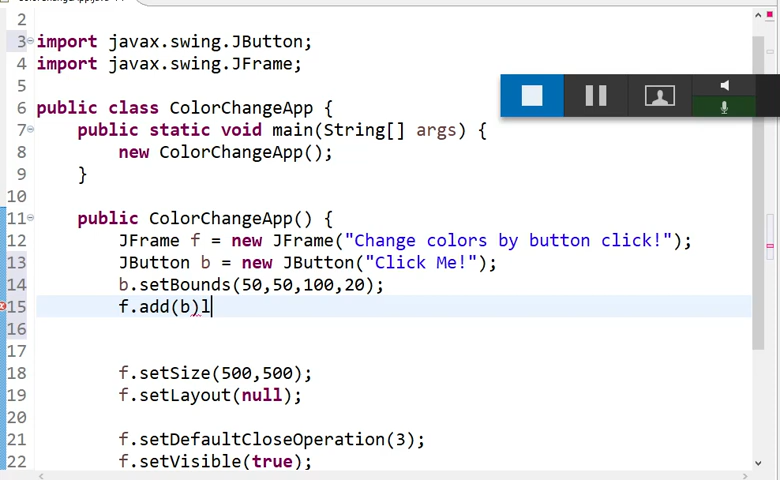 2
3 import javax.swing.JButton;
4 import javax.swing.JFrame;
5
6 public class ColorChangeApp {
7 public static void main(String[] args) {
8 new ColorChangeApp();
9 }
10
11 public ColorChangeApp() {
12 JFrame f = new JFrame("Change colors by button click!");
13 JButton b = new JButton("Click Me!");
14 b.setBounds(50,50,100,20);
15 f.add(b)l
16
17
18 f.setSize(500,500);
19 f.setLayout(null);
20
21 f.setDefaultCloseOperation(3);
22 f.setVisible(true);